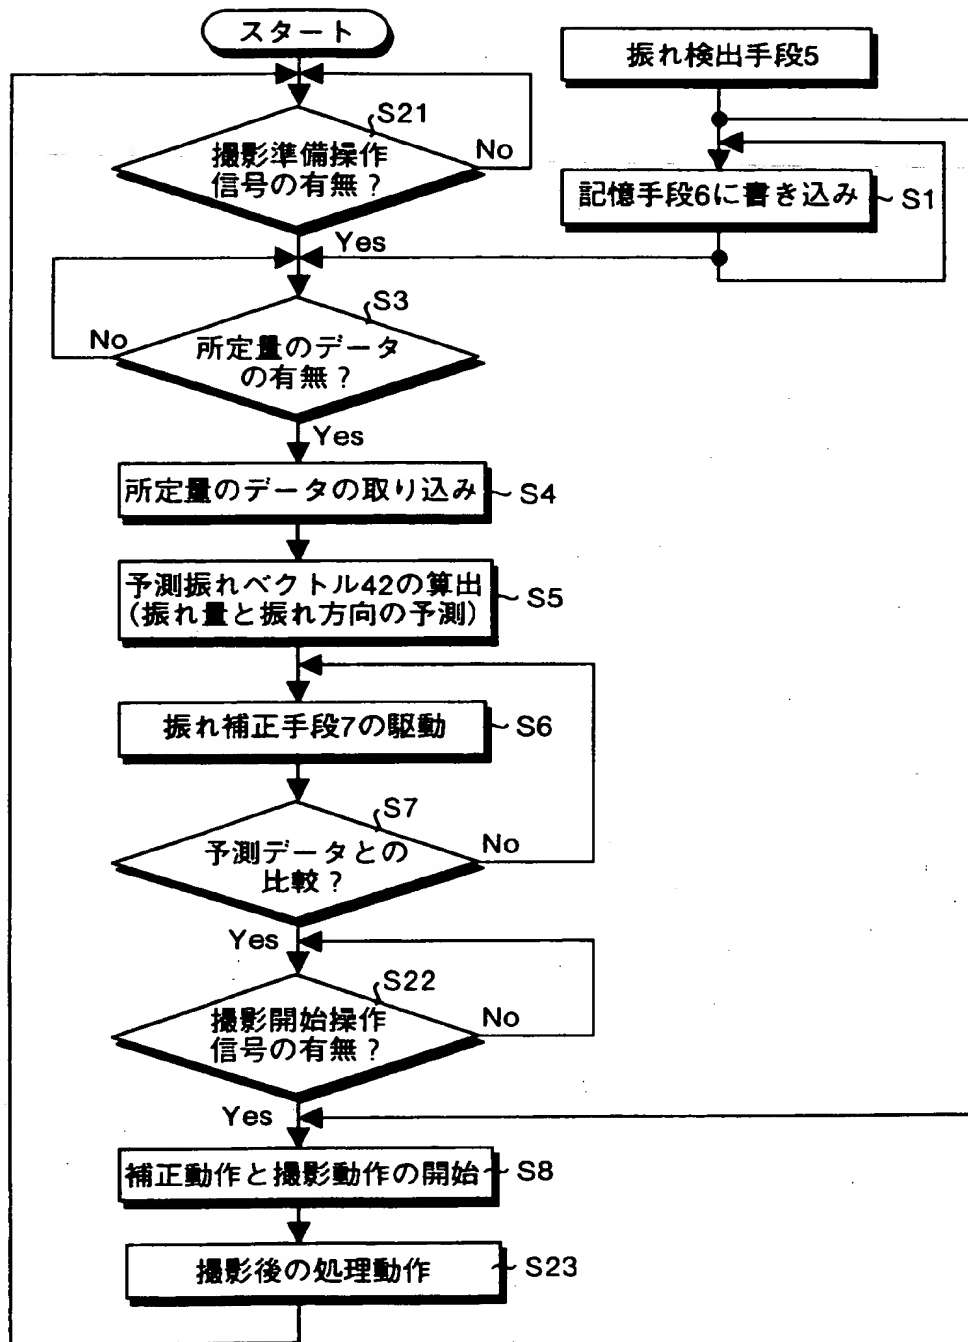 スタート
振れ検出手段5
S21
撮影準備操作
信号の有無？
No
記憶手段6に書き込み
S1
Yes
S3
No
所定量のデータ
の有無？
Yes
所定量のデータの取り込み
S4
予測振れベクトル42の算出
(振れ量と振れ方向の予測)
S5
振れ補正手段7の駆動
S6
S7
予測データとの
比較？
No
Yes
S22
撮影開始操作
信号の有無？
No
Yes
補正動作と撮影動作の開始
S8
撮影後の処理動作
S23